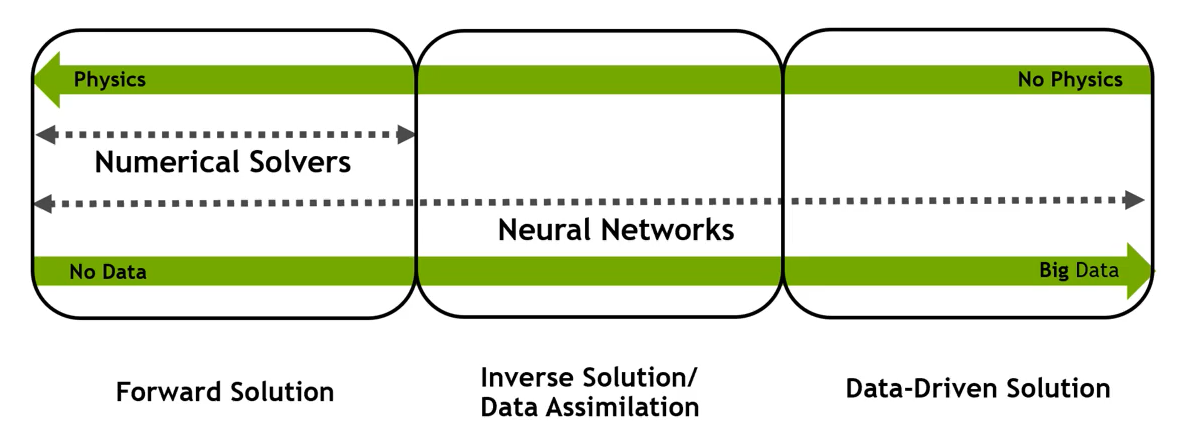 Physics
No Physics
Numerical Solvers
Neural Networks
No Data
Big Data
Forward Solution
Inverse Solution/
Data Assimilation
Data-Driven Solution